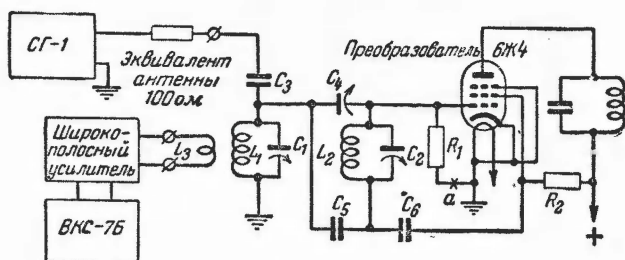 СГ-1
Эквивалент
антенны
100 ом.
C₃
Преобразователь 6Ж4
C₄
Широко-
полосный
усилитель
L₃
L₁
C₁
L₂
C₂
R₁
a
C₅
C₆
R₂
ВКС-7Б
+